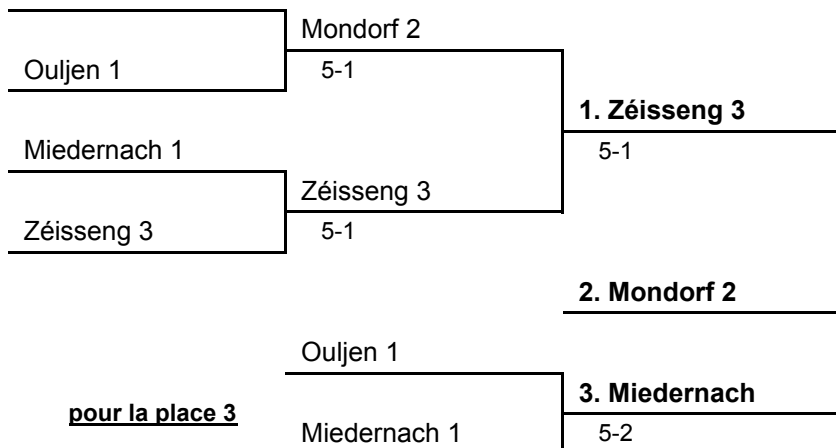 Mondorf 2
Ouljen 1
5-1
1. Zéisseng 3
Miedernach 1
5-1
Zéisseng 3
Zéisseng 3
5-1
2. Mondorf 2
Ouljen 1
3. Miedernach
pour la place 3
Miedernach 1
5-2